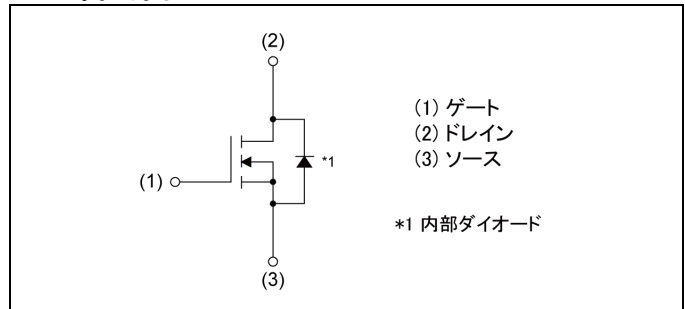 (2)
(1) ゲート
(2) ドレイン
(3) ソース
*1
(1)
*1 内部ダイオード
(3)